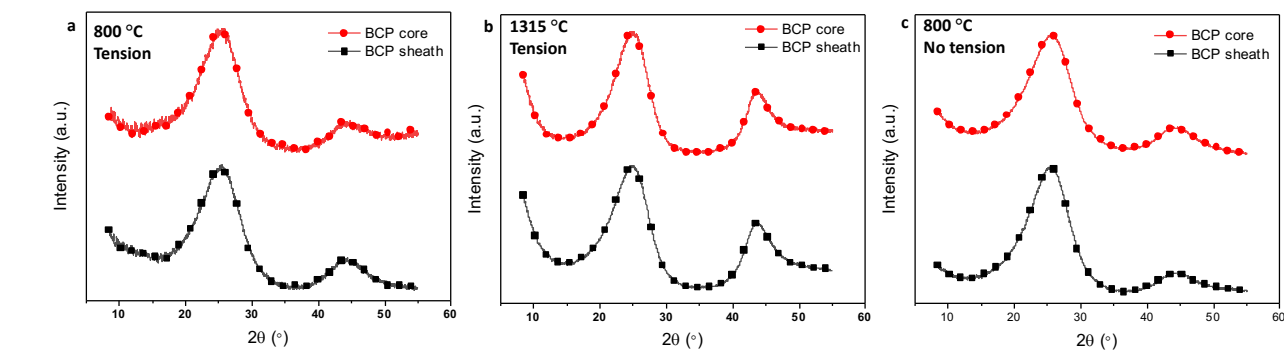 a
800 °C
Tension
BCP core
BCP sheath
Intensity (a.u.)
10 20 30 40 50 60
2θ (°)
b
1315 °C
Tension
BCP core
BCP sheath
Intensity (a.u.)
10 20 30 40 50 60
2θ (°)
c
800 °C
No tension
BCP core
BCP sheath
Intensity (a.u.)
10 20 30 40 50 60
2θ (°)